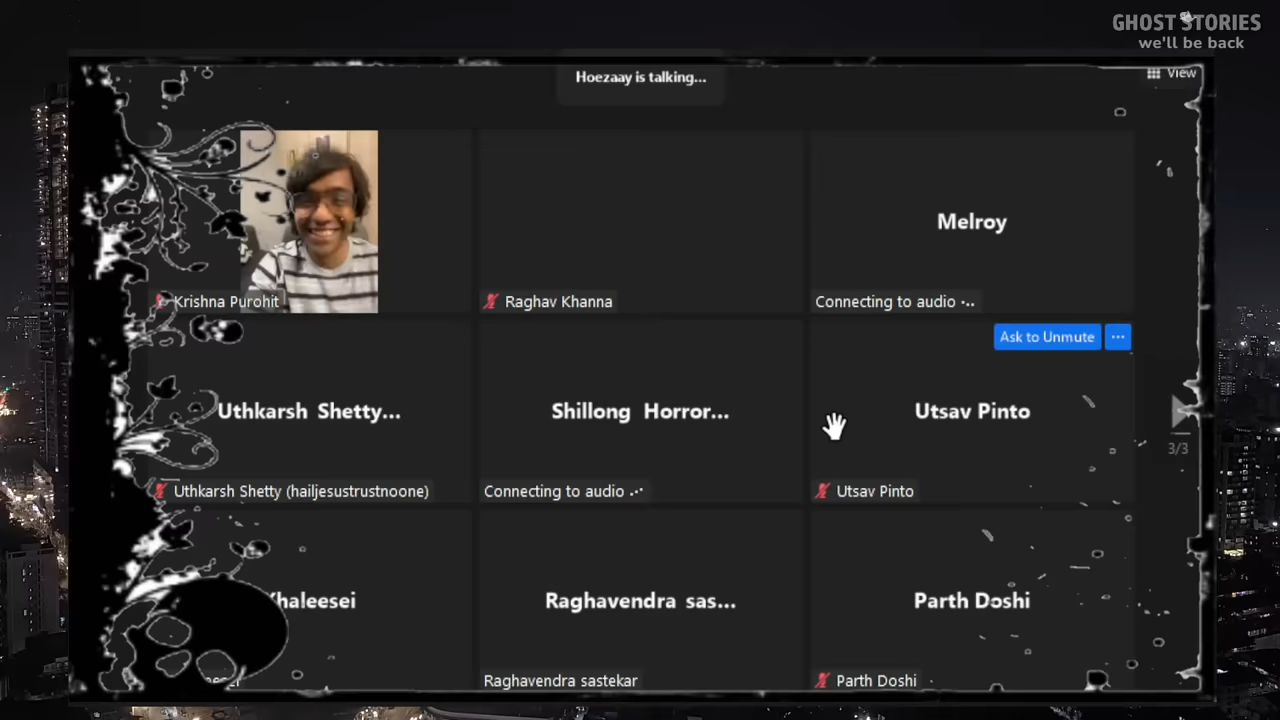 GHOST STORIES
we'll be back
Hoezaay is talking...
View
Krishna Purohit
Raghav Khanna
Melroy
Connecting to audio
Ask to Unmute
...
Uthkarsh Shetty...
Shillong Horror...
Utsav Pinto
3/3
Uthkarsh Shetty (hailjesustrustnoone)
Connecting to audio
Utsav Pinto
Khaleesei
Raghavendra sas...
Parth Doshi
Raghavendra sastekar
Parth Doshi